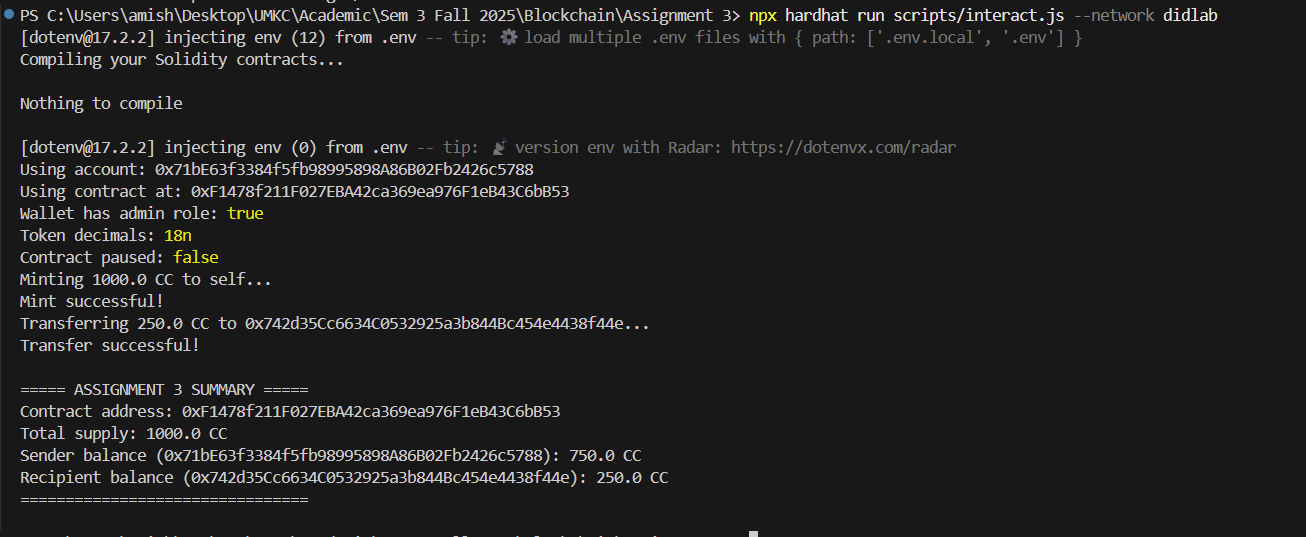 PS C:\Users\amish\Desktop\UMKC\Academic\Sem 3 Fall 2025\Blockchain\Assignment 3> npx hardhat run scripts/interact.js --network didlab
[dotenv@17.2.2] injecting env (12) from .env -- tip: ⚙️ load multiple .env files with { path: ['.env.local', '.env'] }
Compiling your Solidity contracts...
Nothing to compile
[dotenv@17.2.2] injecting env (0) from .env -- tip: 📡 version env with Radar: https://dotenvx.com/radar
Using account: 0x71bE63f3384f5fb98995898A86B02Fb2426c5788
Using contract at: 0xF1478f211F027EBA42ca369ea976F1eB43C6bB53
Wallet has admin role: true
Token decimals: 18n
Contract paused: false
Minting 1000.0 CC to self...
Mint successful!
Transferring 250.0 CC to 0x742d35Cc6634C0532925a3b844Bc454e4438f44e...
Transfer successful!
===== ASSIGNMENT 3 SUMMARY =====
Contract address: 0xF1478f211F027EBA42ca369ea976F1eB43C6bB53
Total supply: 1000.0 CC
Sender balance (0x71bE63f3384f5fb98995898A86B02Fb2426c5788): 750.0 CC
Recipient balance (0x742d35Cc6634C0532925a3b844Bc454e4438f44e): 250.0 CC
================================